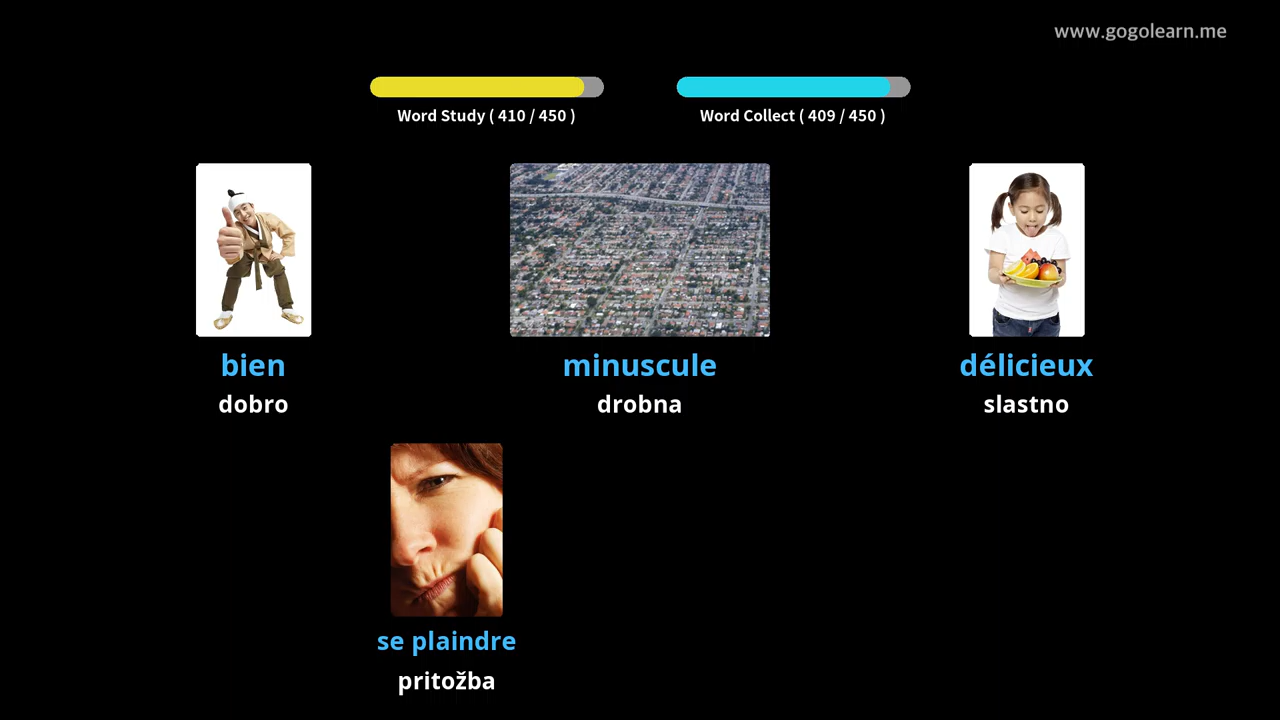 www.gogolearn.me
Word Study ( 410 / 450 )
Word Collect ( 409 / 450 )
bien
minuscule
délicieux
dobro
drobna
slastno
se plaindre
pritožba